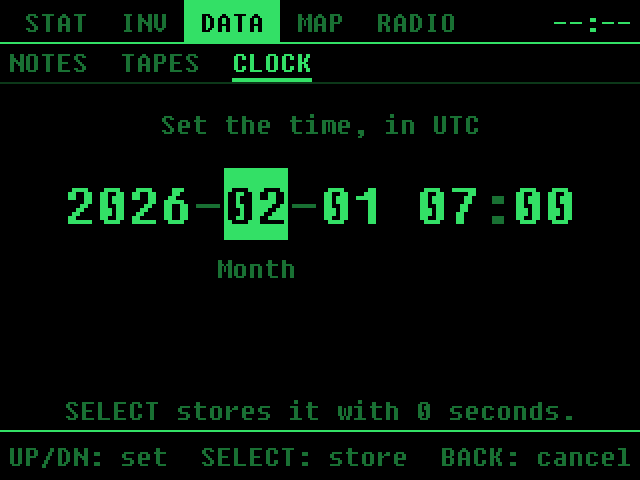 STAT INV DATA MAP RADIO --:--
NOTES TAPES CLOCK
Set the time, in UTC
2026-02-01 07:00
Month
SELECT stores it with 0 seconds.
UP/DN: set SELECT: store BACK: cancel